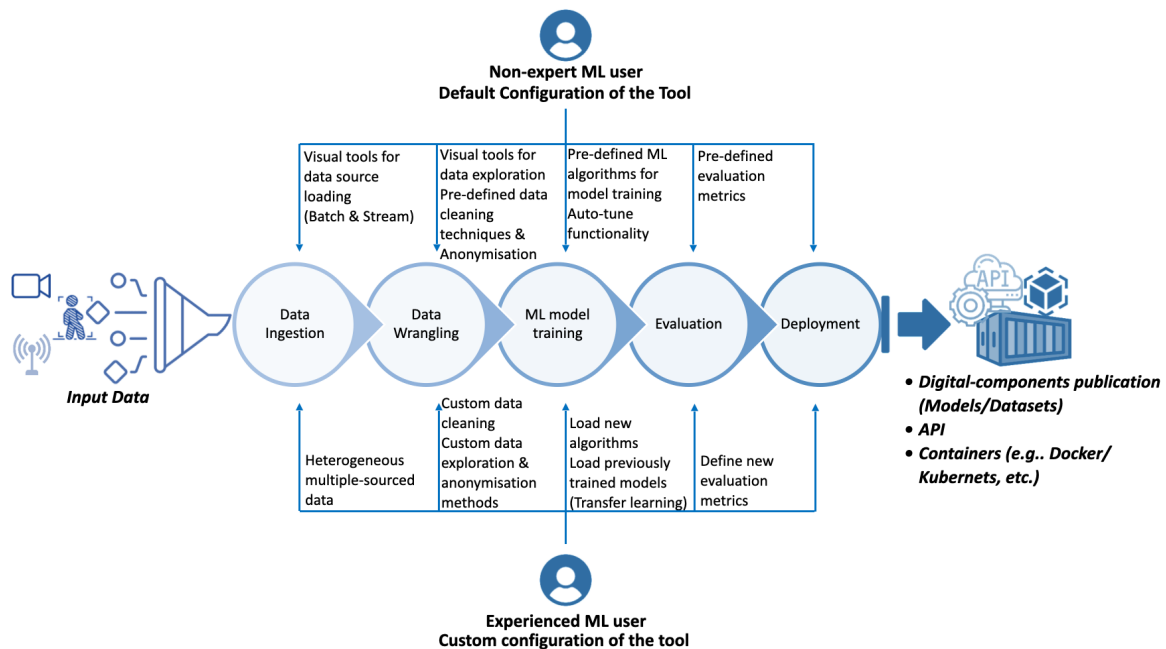 Non-expert ML user
Default Configuration of the Tool
Visual tools for
data source
loading
(Batch & Stream)
Visual tools for
data exploration
Pre-defined data
cleaning
techniques &
Anonymisation
Pre-defined ML
algorithms for
model training
Auto-tune
functionality
Pre-defined
evaluation
metrics
Input Data
Data
Ingestion
Data
Wrangling
ML model
training
Evaluation
Deployment
API
• Digital-components publication
(Models/Datasets)
• API
• Containers (e.g.. Docker/
Kubernets, etc.)
Heterogeneous
multiple-sourced
data
Custom data
cleaning
Custom data
exploration &
anonymisation
methods
Load new
algorithms
Load previously
trained models
(Transfer learning)
Define new
evaluation
metrics
Experienced ML user
Custom configuration of the tool